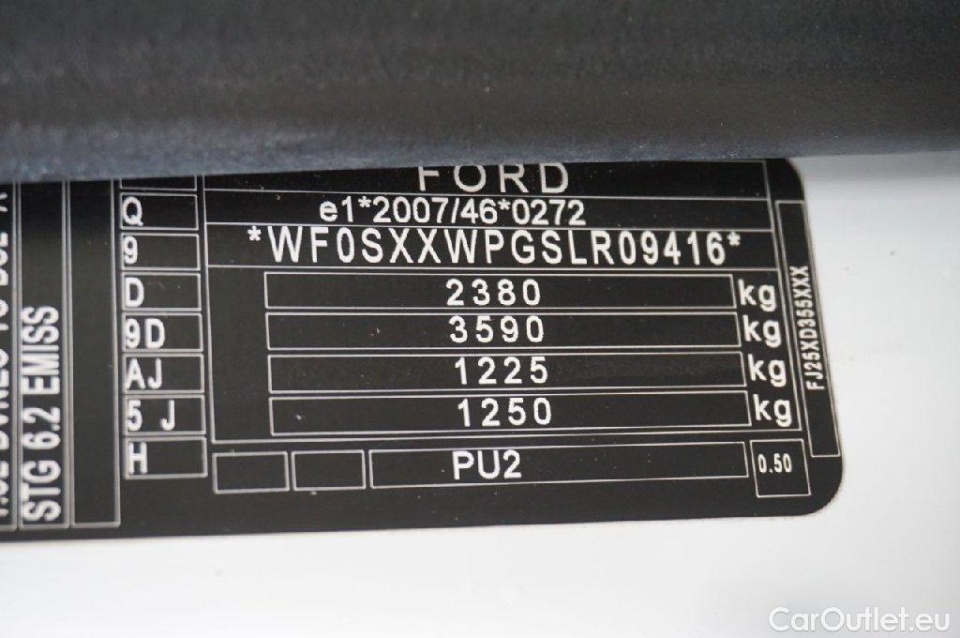 FORD
e1*2007/46*0272
*WF0SXXWPGSLR09416*
2380 kg
3590 kg
1225 kg
1250 kg
PU2
0.50
Q
9
D
9D
AJ
5 J
H
STG 6.2 EMISS
FJ25XD355XXX
CarOutlet.eu